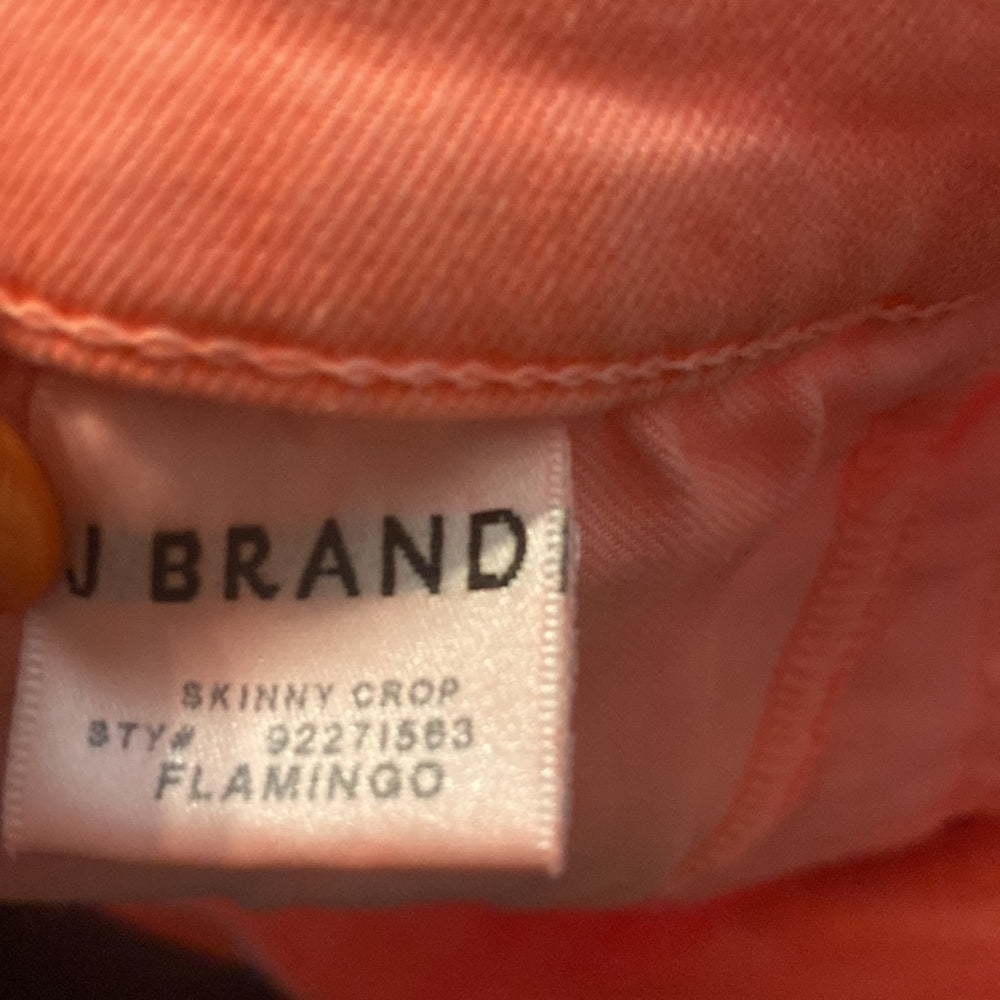 J BRAND
SKINNY CROP
STY# 92271563
FLAMINGO